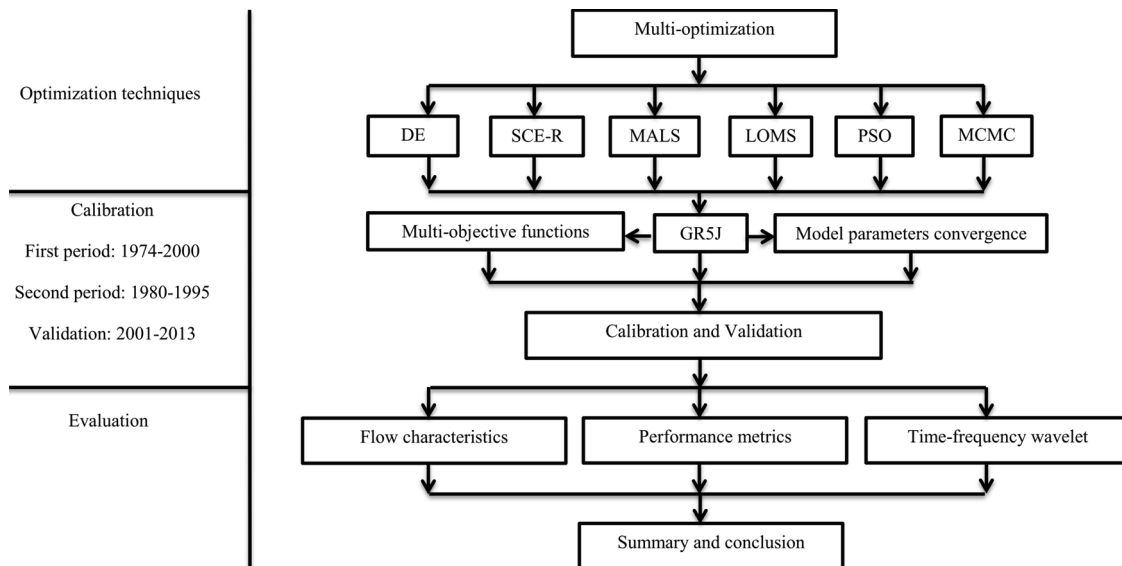 Multi-optimization
Optimization techniques
DE
SCE-R
MALS
LOMS
PSO
MCMC
Calibration
First period: 1974-2000
Second period: 1980-1995
Validation: 2001-2013
Multi-objective functions
GR5J
Model parameters convergence
Calibration and Validation
Evaluation
Flow characteristics
Performance metrics
Time-frequency wavelet
Summary and conclusion